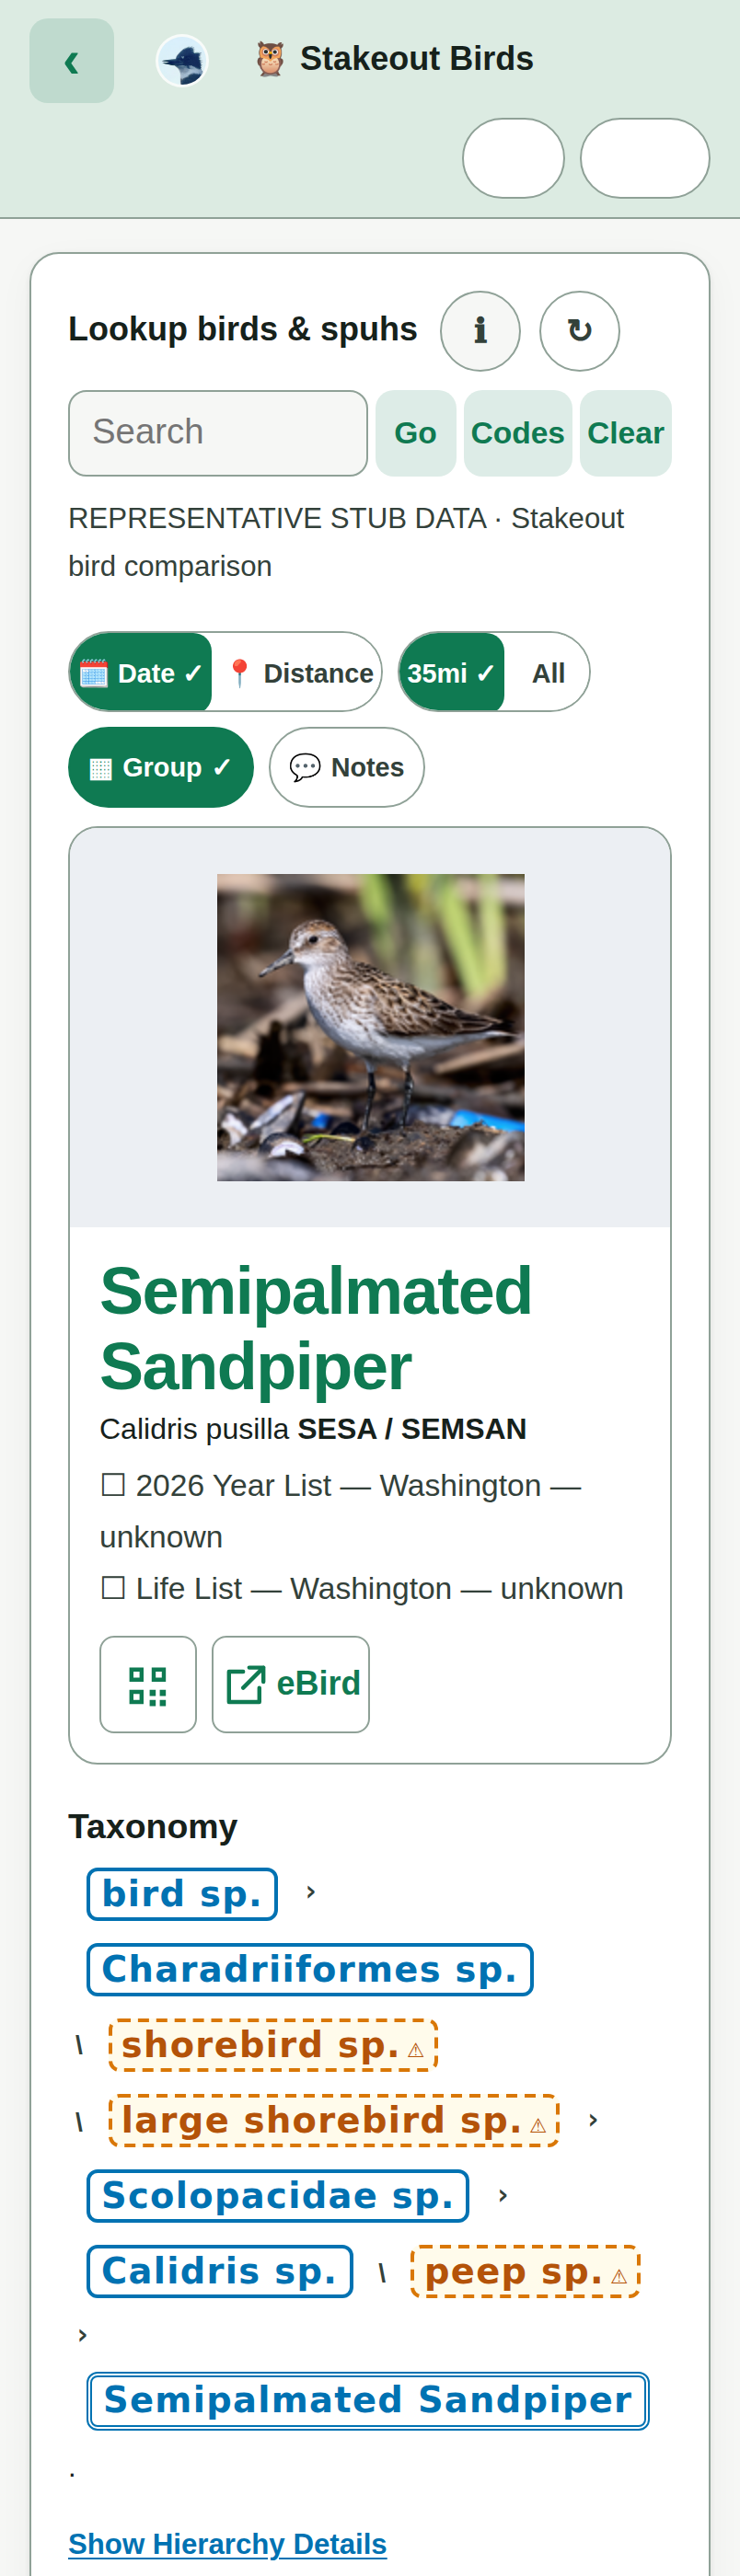 ‹ 🦉 Stakeout Birds
Lookup birds & spuhs ℹ ↻
Search Go Codes Clear
REPRESENTATIVE STUB DATA · Stakeout
bird comparison
🗓️ Date ✓ 📍 Distance 35mi ✓ All
▦ Group ✓ 💬 Notes
Semipalmated
Sandpiper
Calidris pusilla SESA / SEMSAN
☐ 2026 Year List — Washington —
unknown
☐ Life List — Washington — unknown
eBird
Taxonomy
bird sp. ›
Charadriiformes sp.
\ shorebird sp. ⚠
\ large shorebird sp. ⚠ ›
Scolopacidae sp. ›
Calidris sp. \ peep sp. ⚠
›
Semipalmated Sandpiper
.
Show Hierarchy Details